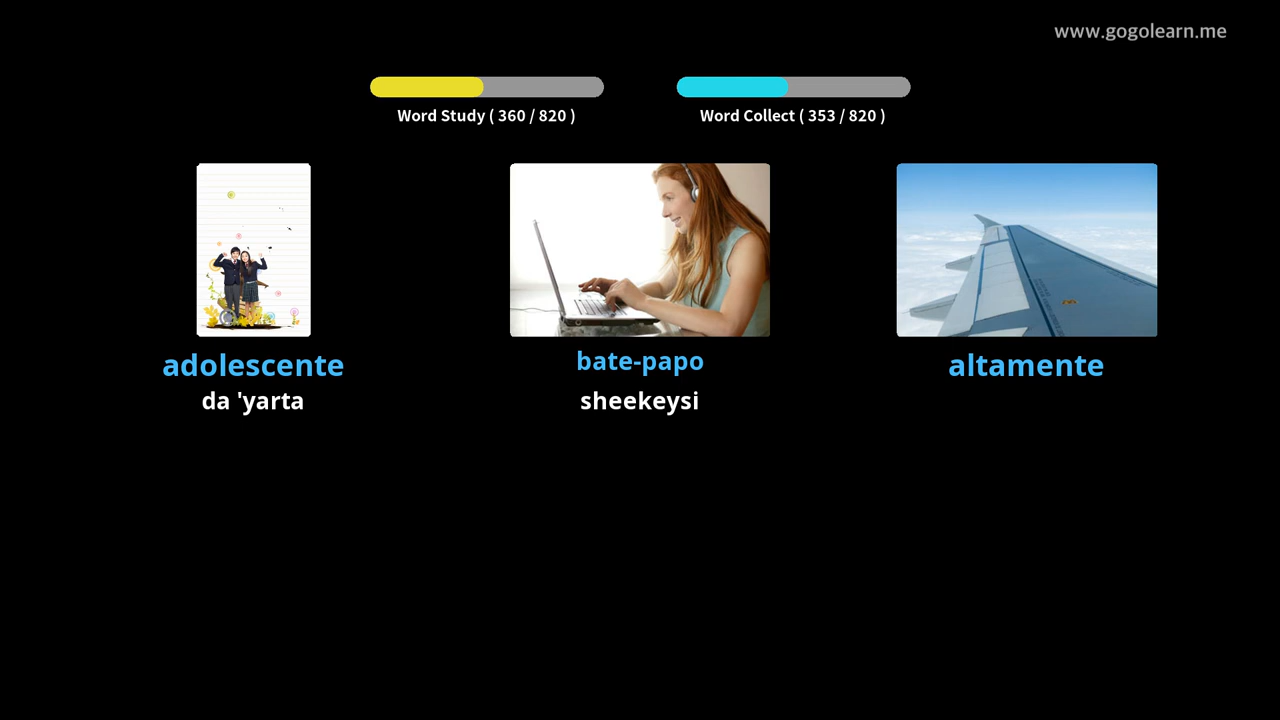 www.gogolearn.me
Word Study ( 360 / 820 )
Word Collect ( 353 / 820 )
adolescente
da 'yarta
bate-papo
sheekeysi
altamente